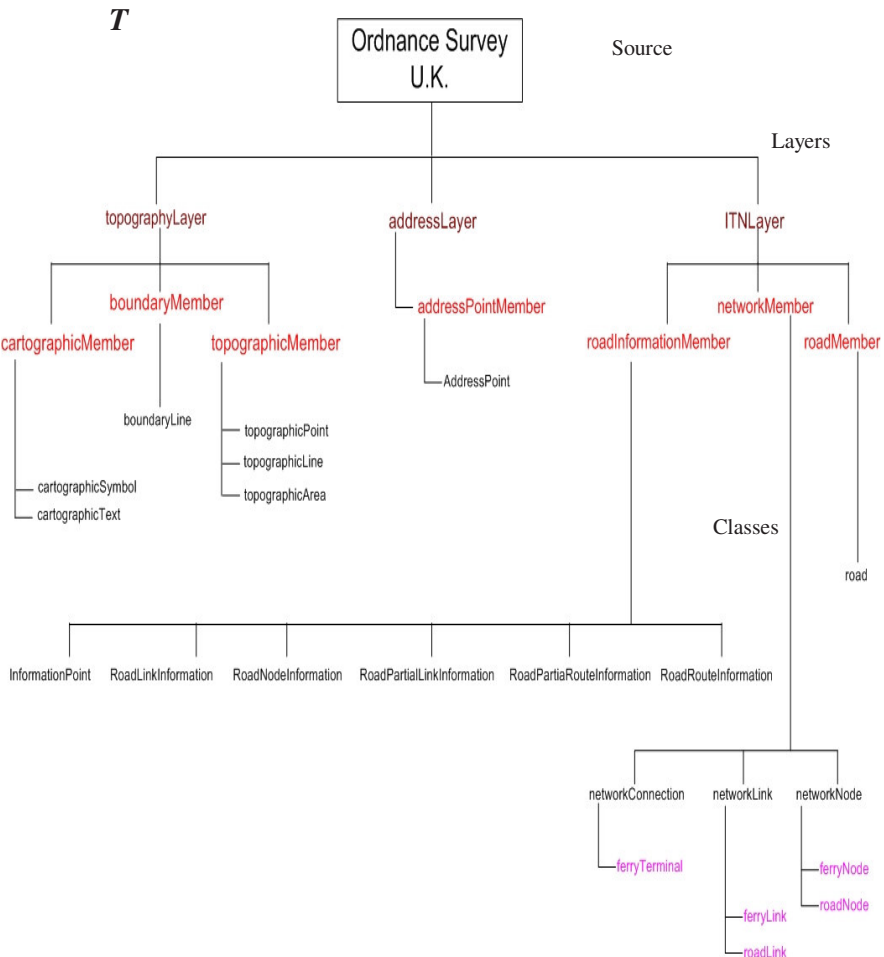 T
Ordnance Survey
U.K.
Source
Layers
topographyLayer
addressLayer
ITNLayer
boundaryMember
addressPointMember
networkMember
cartographicMember
topographicMember
roadInformationMember
roadMember
AddressPoint
boundaryLine
topographicPoint
topographicLine
topographicArea
cartographicSymbol
cartographicText
Classes
road
InformationPoint
RoadLinkInformation
RoadNodeInformation
RoadPartialLinkInformation
RoadPartiaRouteInformation
RoadRouteInformation
networkConnection
networkLink
networkNode
ferryTerminal
ferryNode
roadNode
ferryLink
roadLink